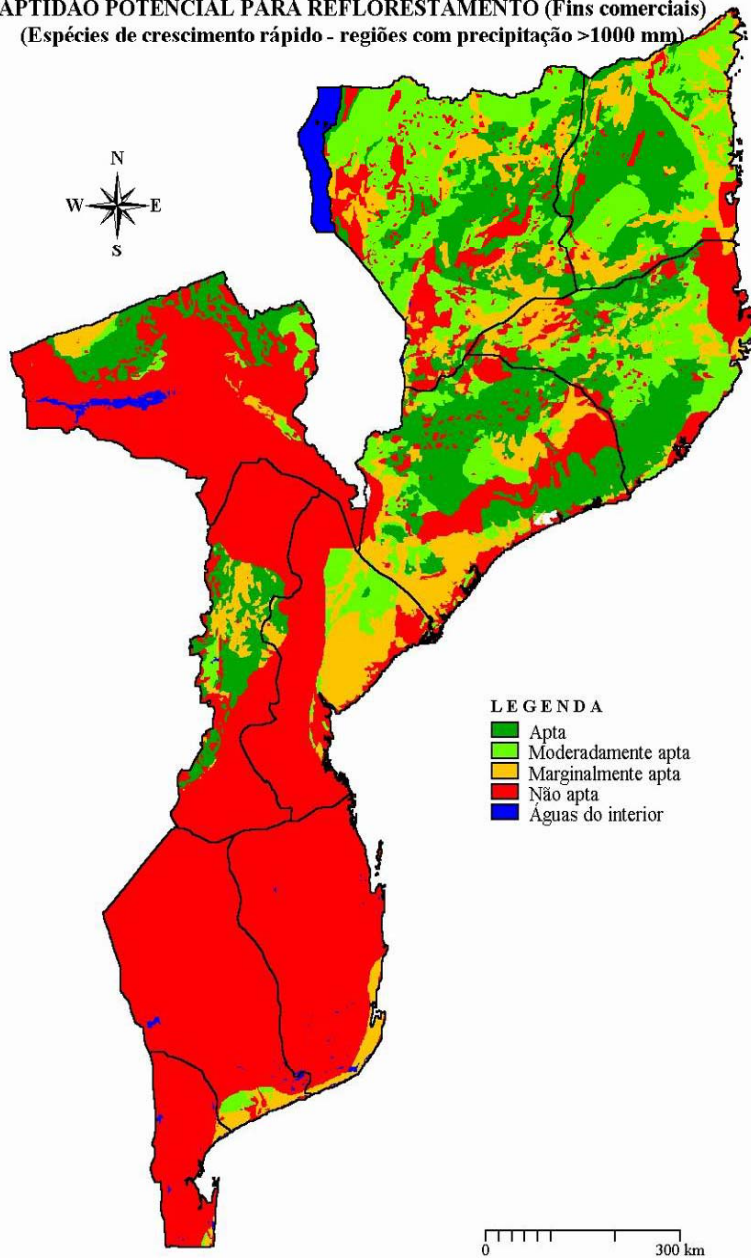 APTIDÃO POTENCIAL PARA REFLORESTAMENTO (Fins comerciais)
(Espécies de crescimento rápido - regiões com precipitação >1000 mm)
N
W E
S
LEGENDA
Apta
Moderadamente apta
Marginalmente apta
Não apta
Águas do interior
0 300 km